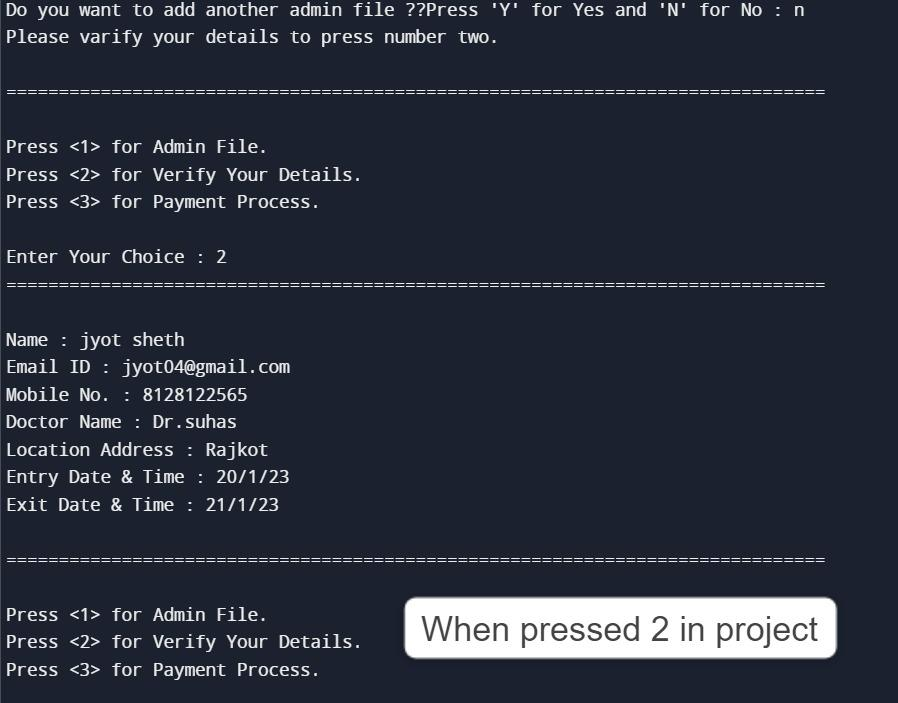 Do you want to add another admin file ??Press 'Y' for Yes and 'N' for No : n
Please varify your details to press number two.
==============================================================================
Press <1> for Admin File.
Press <2> for Verify Your Details.
Press <3> for Payment Process.
Enter Your Choice : 2
==============================================================================
Name : jyot sheth
Email ID : jyot04@gmail.com
Mobile No. : 8128122565
Doctor Name : Dr.suhas
Location Address : Rajkot
Entry Date & Time : 20/1/23
Exit Date & Time : 21/1/23
==============================================================================
Press <1> for Admin File.
Press <2> for Verify Your Details.
Press <3> for Payment Process.
When pressed 2 in project